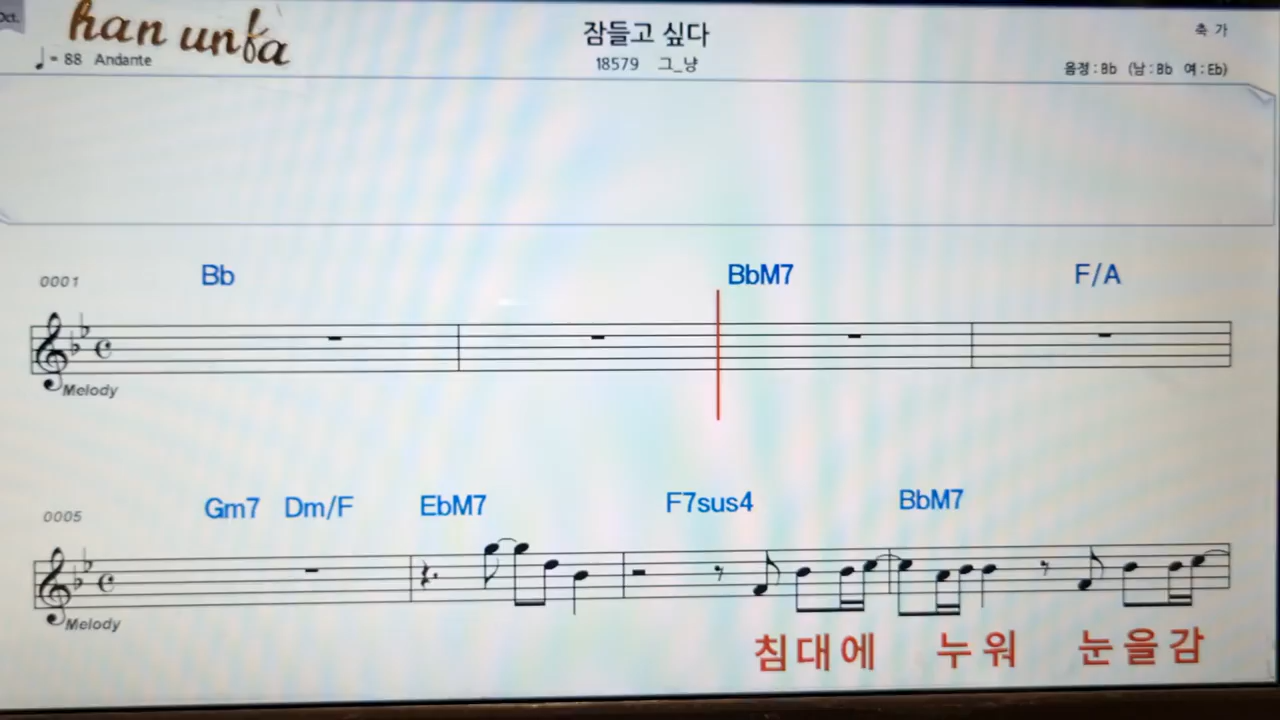 Oct.
han unfa
♩= 88 Andante
잠들고 싶다
18579 그_냥
축 가
음정 : Bb (남 : Bb 여 : Eb)
0001 Bb BbM7 F/A
Melody
0005 Gm7 Dm/F EbM7 F7sus4 BbM7
Melody
침대에 누워 눈을감